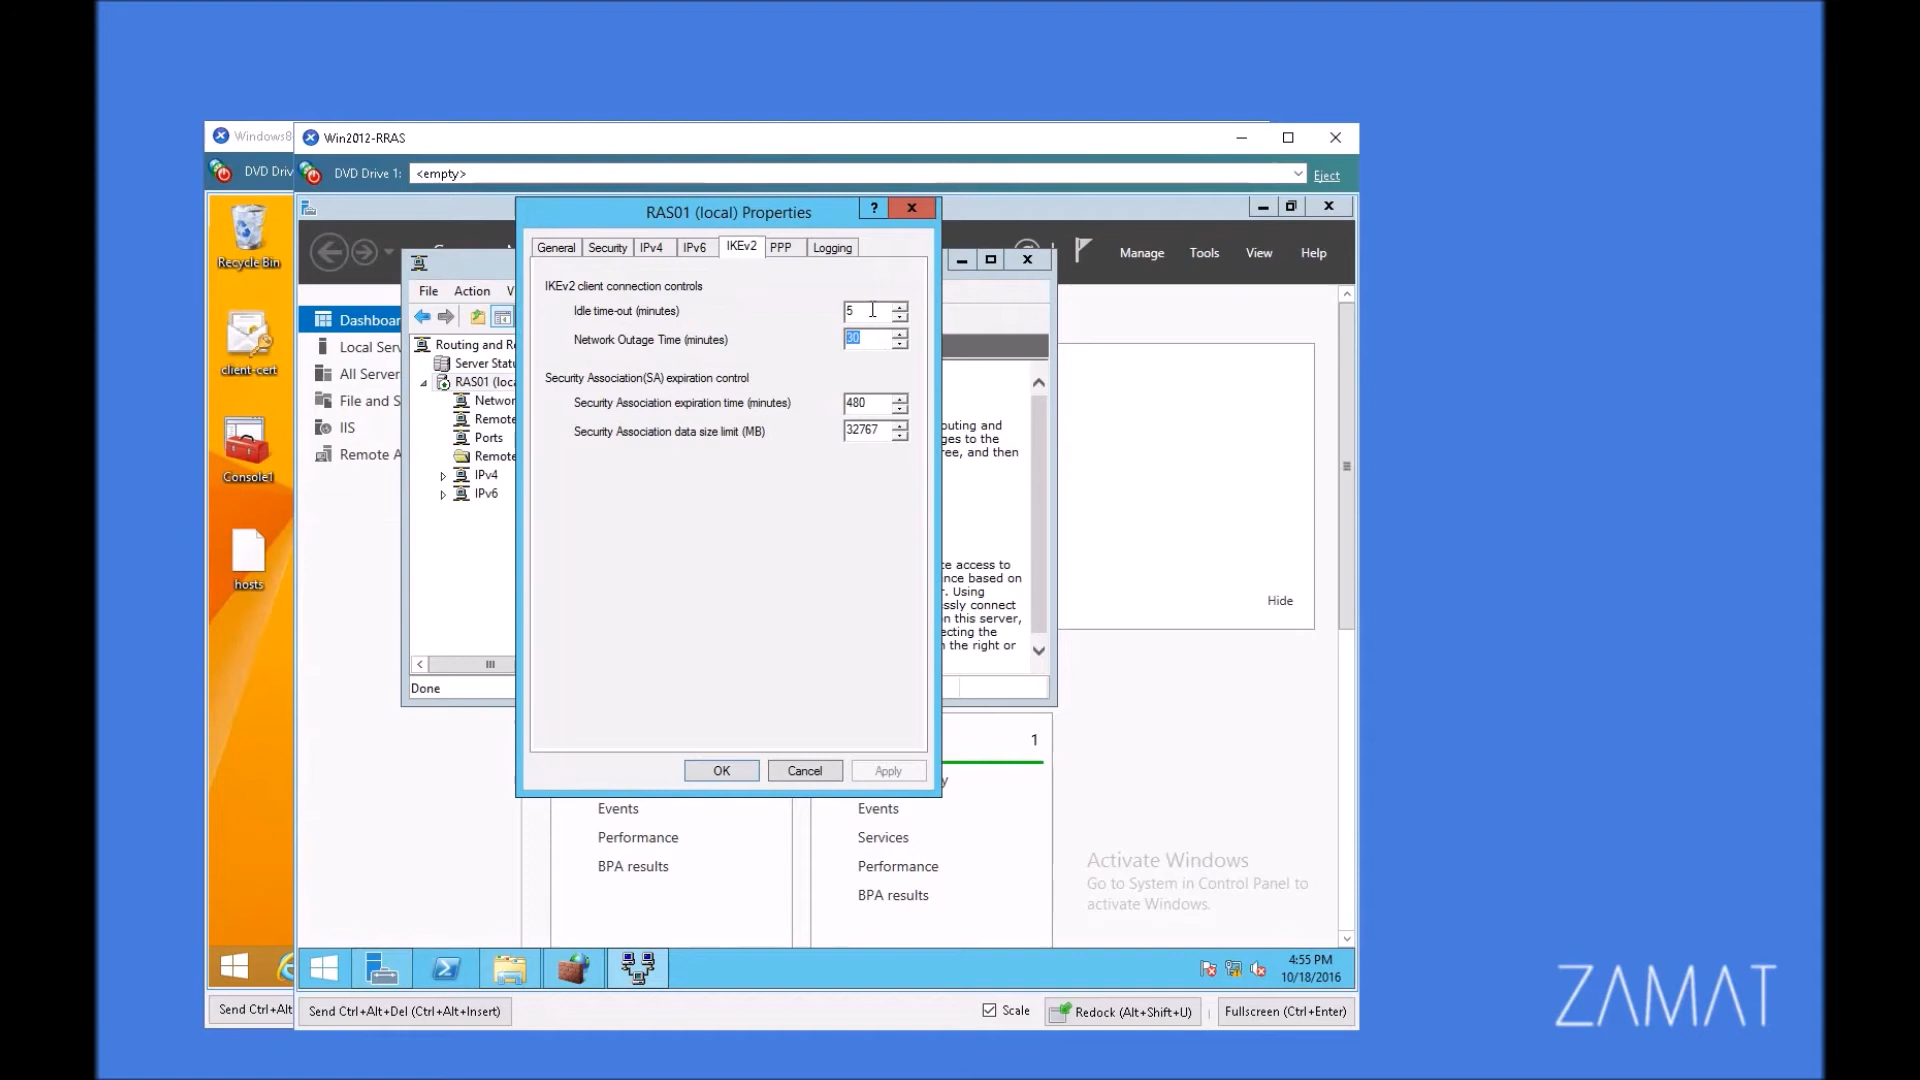 Windows8
Win2012-RRAS
DVD Driv
DVD Drive 1:
<empty>
Eject
RAS01 (local) Properties
?
General
Security
IPv4
IPv6
IKEv2
PPP
Logging
Manage
Tools
View
Help
IKEv2 client connection controls
Idle time-out (minutes)
5
Network Outage Time (minutes)
30
Security Association(SA) expiration control
Security Association expiration time (minutes)
480
Security Association data size limit (MB)
32767
OK
Cancel
Apply
File
Action
V
Routing and R
Server Statu
RAS01 (loca
Networ
Remote
Ports
Remote
IPv4
IPv6
Done
outing and
ges to the
ree, and then
te access to
nce based on
r. Using
ssly connect
n this server,
ecting the
n the right or
Dashboar
Local Serv
All Server
File and S
IIS
Remote A
Recycle Bin
client-cert
Console1
hosts
Hide
1
y
Events
Performance
BPA results
Events
Services
Performance
BPA results
Activate Windows
Go to System in Control Panel to
activate Windows.
4:55 PM
10/18/2016
Send Ctrl+Alt
Send Ctrl+Alt+Del (Ctrl+Alt+Insert)
Scale
Redock (Alt+Shift+U)
Fullscreen (Ctrl+Enter)
ZAMAT